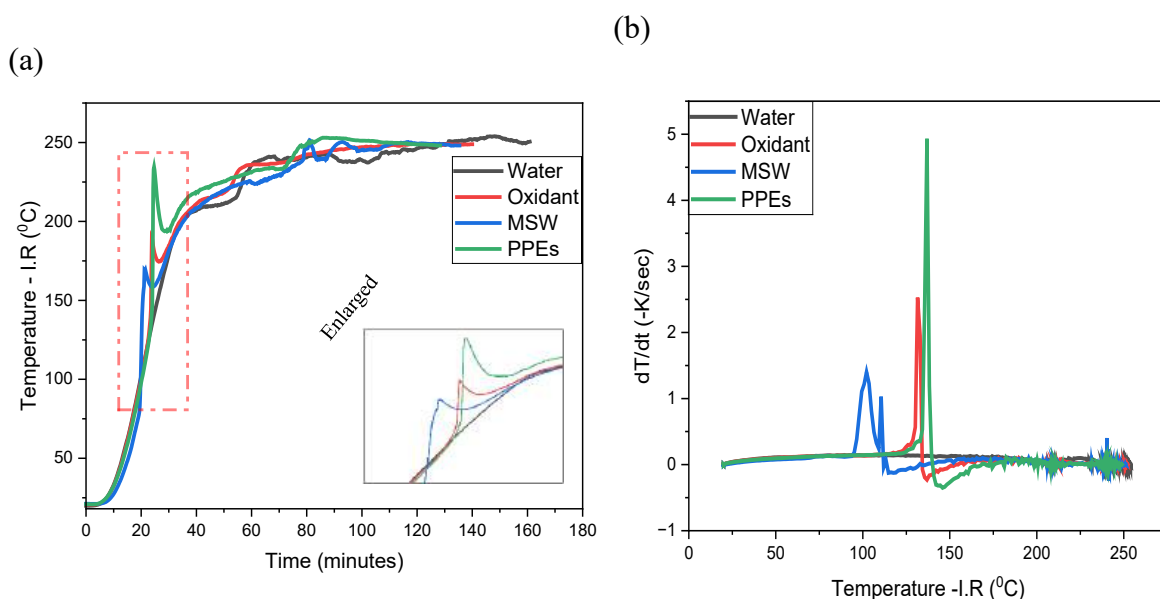 (a)
Temperature - I.R (⁰C)
250
200
150
100
50
0
20
40
60
80
100
120
140
160
180
Time (minutes)
Water
Oxidant
MSW
PPEs
Enlarged
(b)
dT/dt (-K/sec)
5
4
3
2
1
0
−1
0
50
100
150
200
250
Temperature -I.R (⁰C)
Water
Oxidant
MSW
PPEs